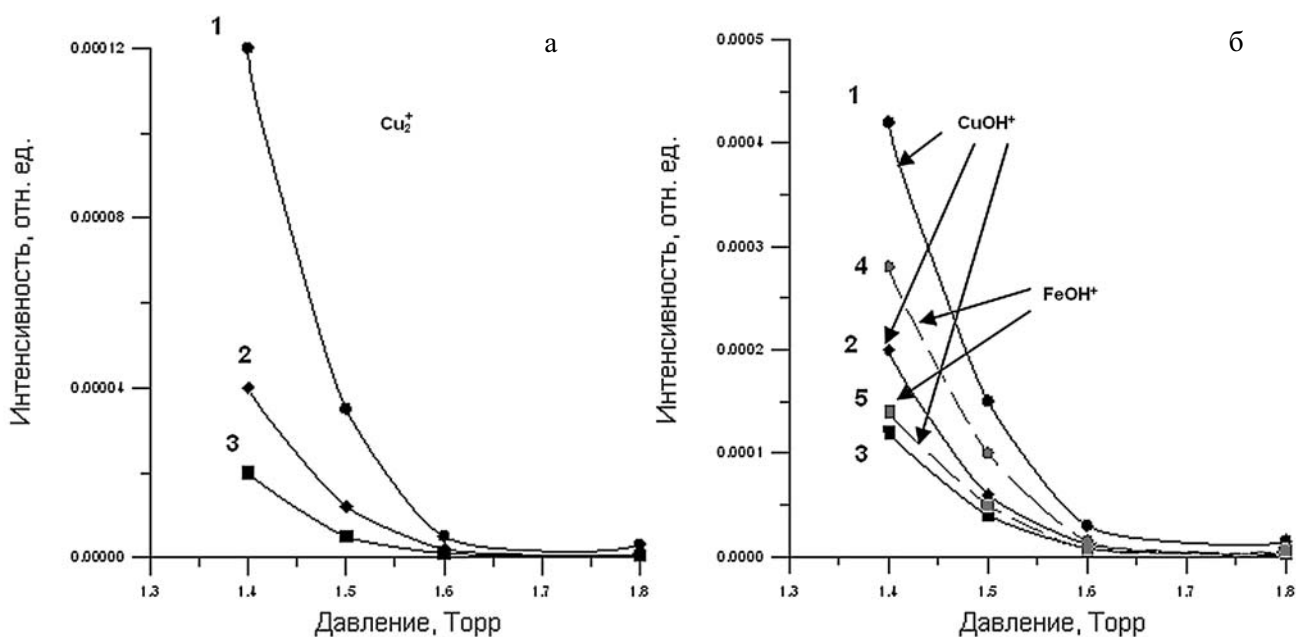 а
1
0.00012
Cu₂⁺
0.00008
2
0.00004
3
0.00000
1.3 1.4 1.5 1.6 1.7 1.8
Интенсивность, отн. ед.
Давление, Торр
б
0.0005
1
CuOH⁺
0.0004
0.0003
4
FeOH⁺
2
0.0002
5
3
0.0001
0.0000
1.3 1.4 1.5 1.6 1.7 1.8
Интенсивность, отн. ед.
Давление, Торр